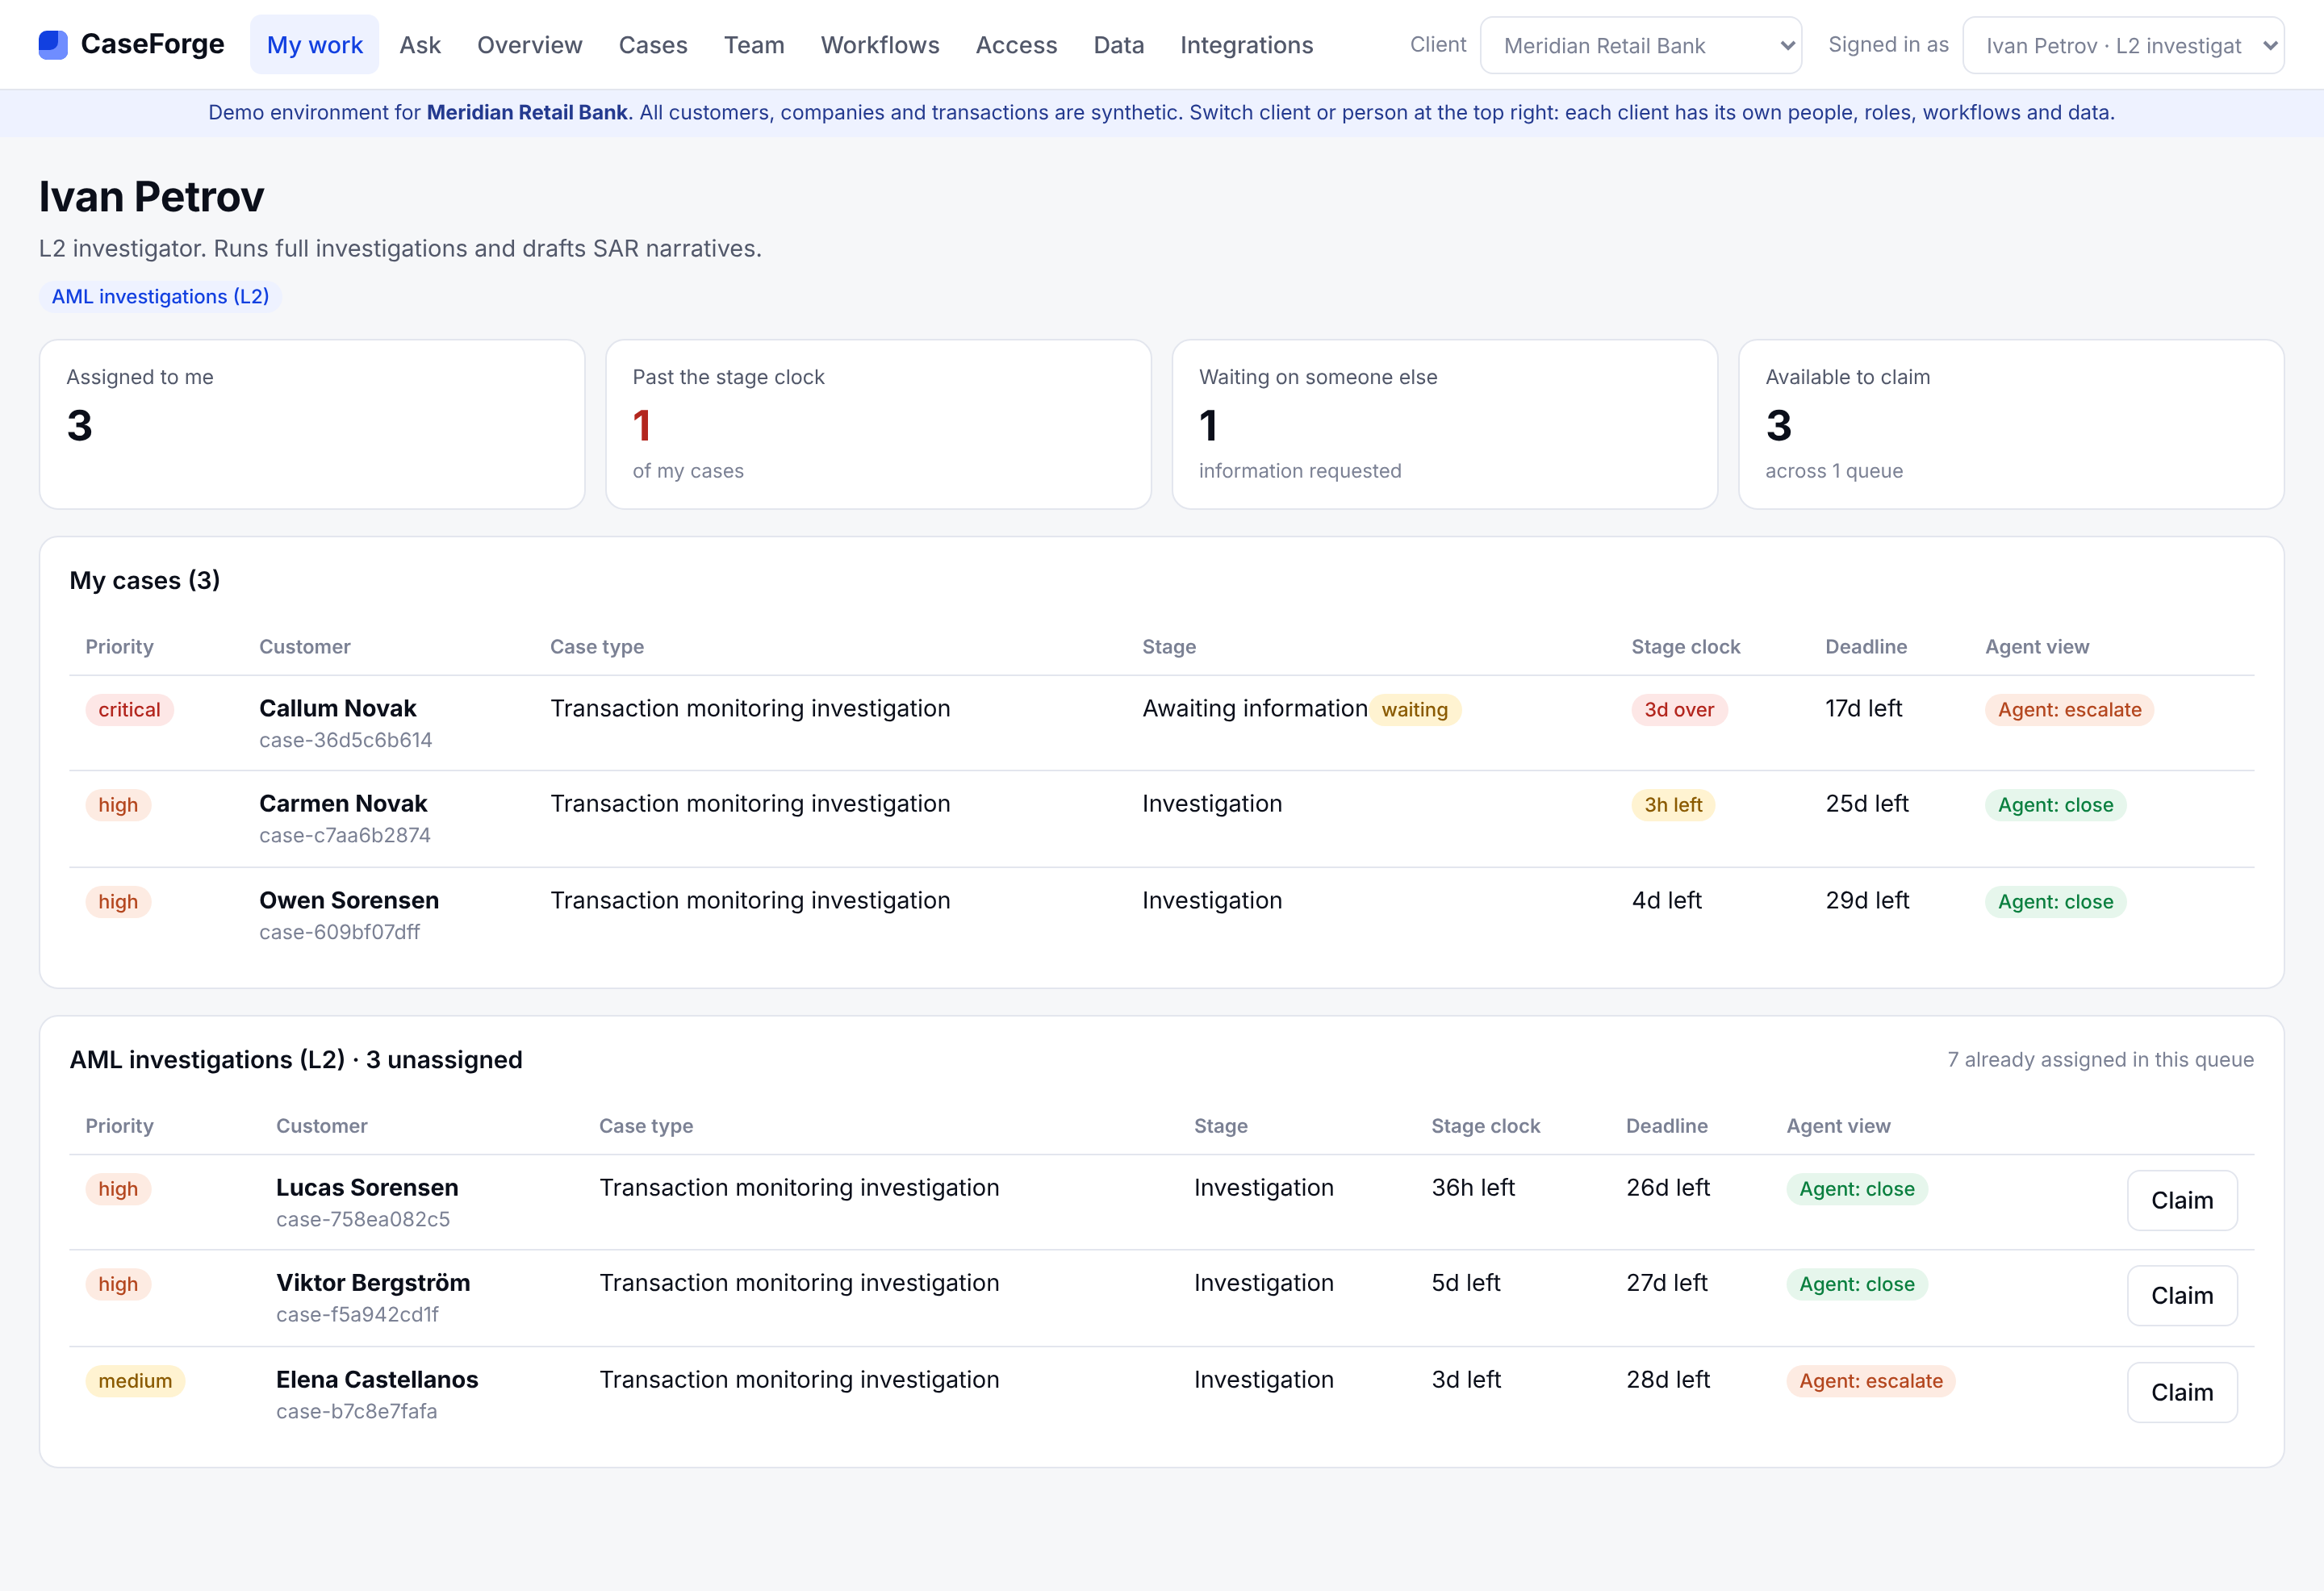 CaseForge My work Ask Overview Cases Team Workflows Access Data Integrations Client Meridian Retail Bank Signed in as Ivan Petrov · L2 investigat
Demo environment for Meridian Retail Bank. All customers, companies and transactions are synthetic. Switch client or person at the top right: each client has its own people, roles, workflows and data.
Ivan Petrov
L2 investigator. Runs full investigations and drafts SAR narratives.
AML investigations (L2)
Assigned to me
3
Past the stage clock
1
of my cases
Waiting on someone else
1
information requested
Available to claim
3
across 1 queue
My cases (3)
Priority Customer Case type Stage Stage clock Deadline Agent view
critical Callum Novak Transaction monitoring investigation Awaiting information waiting 3d over 17d left Agent: escalate
case-36d5c6b614
high Carmen Novak Transaction monitoring investigation Investigation 3h left 25d left Agent: close
case-c7aa6b2874
high Owen Sorensen Transaction monitoring investigation Investigation 4d left 29d left Agent: close
case-609bf07dff
AML investigations (L2) · 3 unassigned 7 already assigned in this queue
Priority Customer Case type Stage Stage clock Deadline Agent view
high Lucas Sorensen Transaction monitoring investigation Investigation 36h left 26d left Agent: close Claim
case-758ea082c5
high Viktor Bergström Transaction monitoring investigation Investigation 5d left 27d left Agent: close Claim
case-f5a942cd1f
medium Elena Castellanos Transaction monitoring investigation Investigation 3d left 28d left Agent: escalate Claim
case-b7c8e7fafa